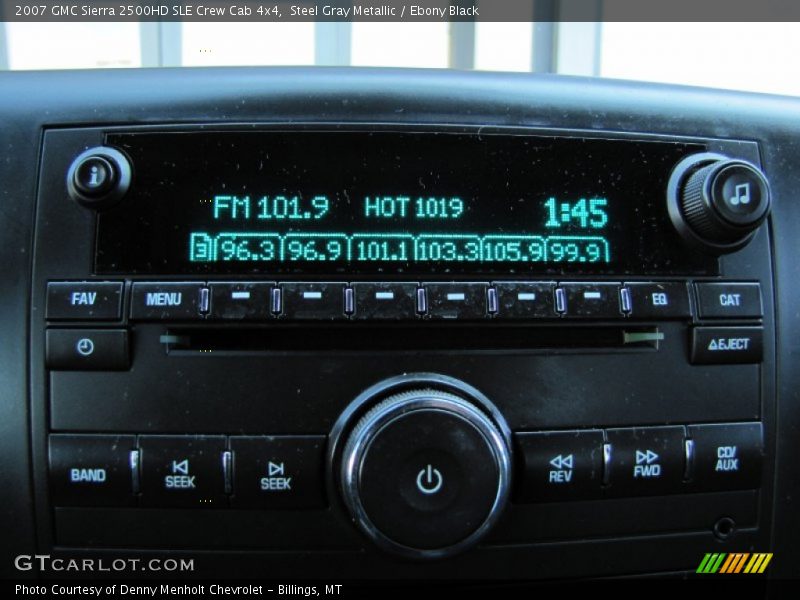 2007 GMC Sierra 2500HD SLE Crew Cab 4x4, Steel Gray Metallic / Ebony Black
i
FM 101.9 HOT 1019 1:45
3 96.3 96.9 101.1 103.3 105.9 99.9
FAV MENU EQ CAT
EJECT
BAND SEEK SEEK REV FWD CD/AUX
GTCARLOT.COM
Photo Courtesy of Denny Menholt Chevrolet - Billings, MT